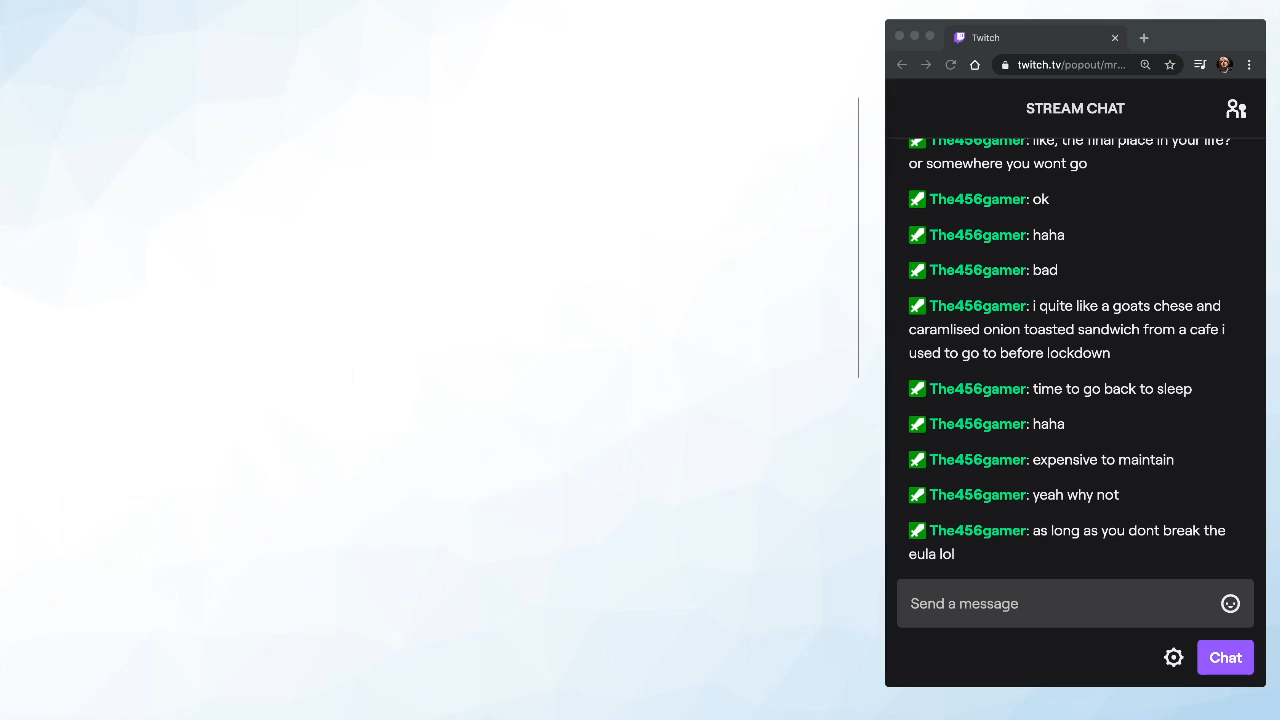 Twitch
twitch.tv/popout/mr...
STREAM CHAT
The456gamer: like, the final place in your life?
or somewhere you wont go
The456gamer: ok
The456gamer: haha
The456gamer: bad
The456gamer: i quite like a goats chese and
caramlised onion toasted sandwich from a cafe i
used to go to before lockdown
The456gamer: time to go back to sleep
The456gamer: haha
The456gamer: expensive to maintain
The456gamer: yeah why not
The456gamer: as long as you dont break the
eula lol
Send a message
Chat